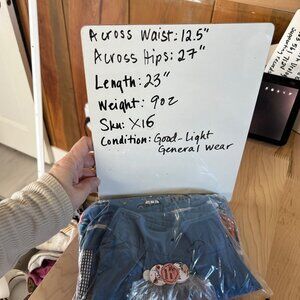 Across Waist: 12.5"
Across Hips: 27"
Length: 23"
Weight: 9oz
Sku: X16
Condition: Good-Light
General Wear